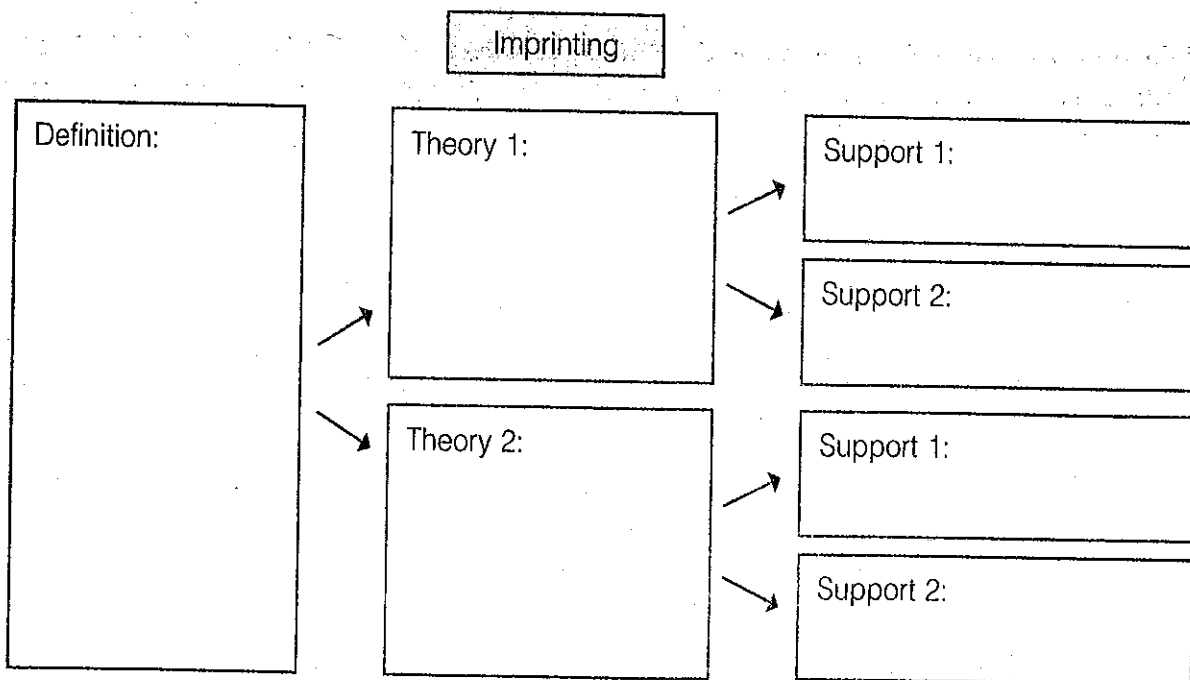 Imprinting
Definition:
Theory 1:
Support 1:
Support 2:
Theory 2:
Support 1:
Support 2: